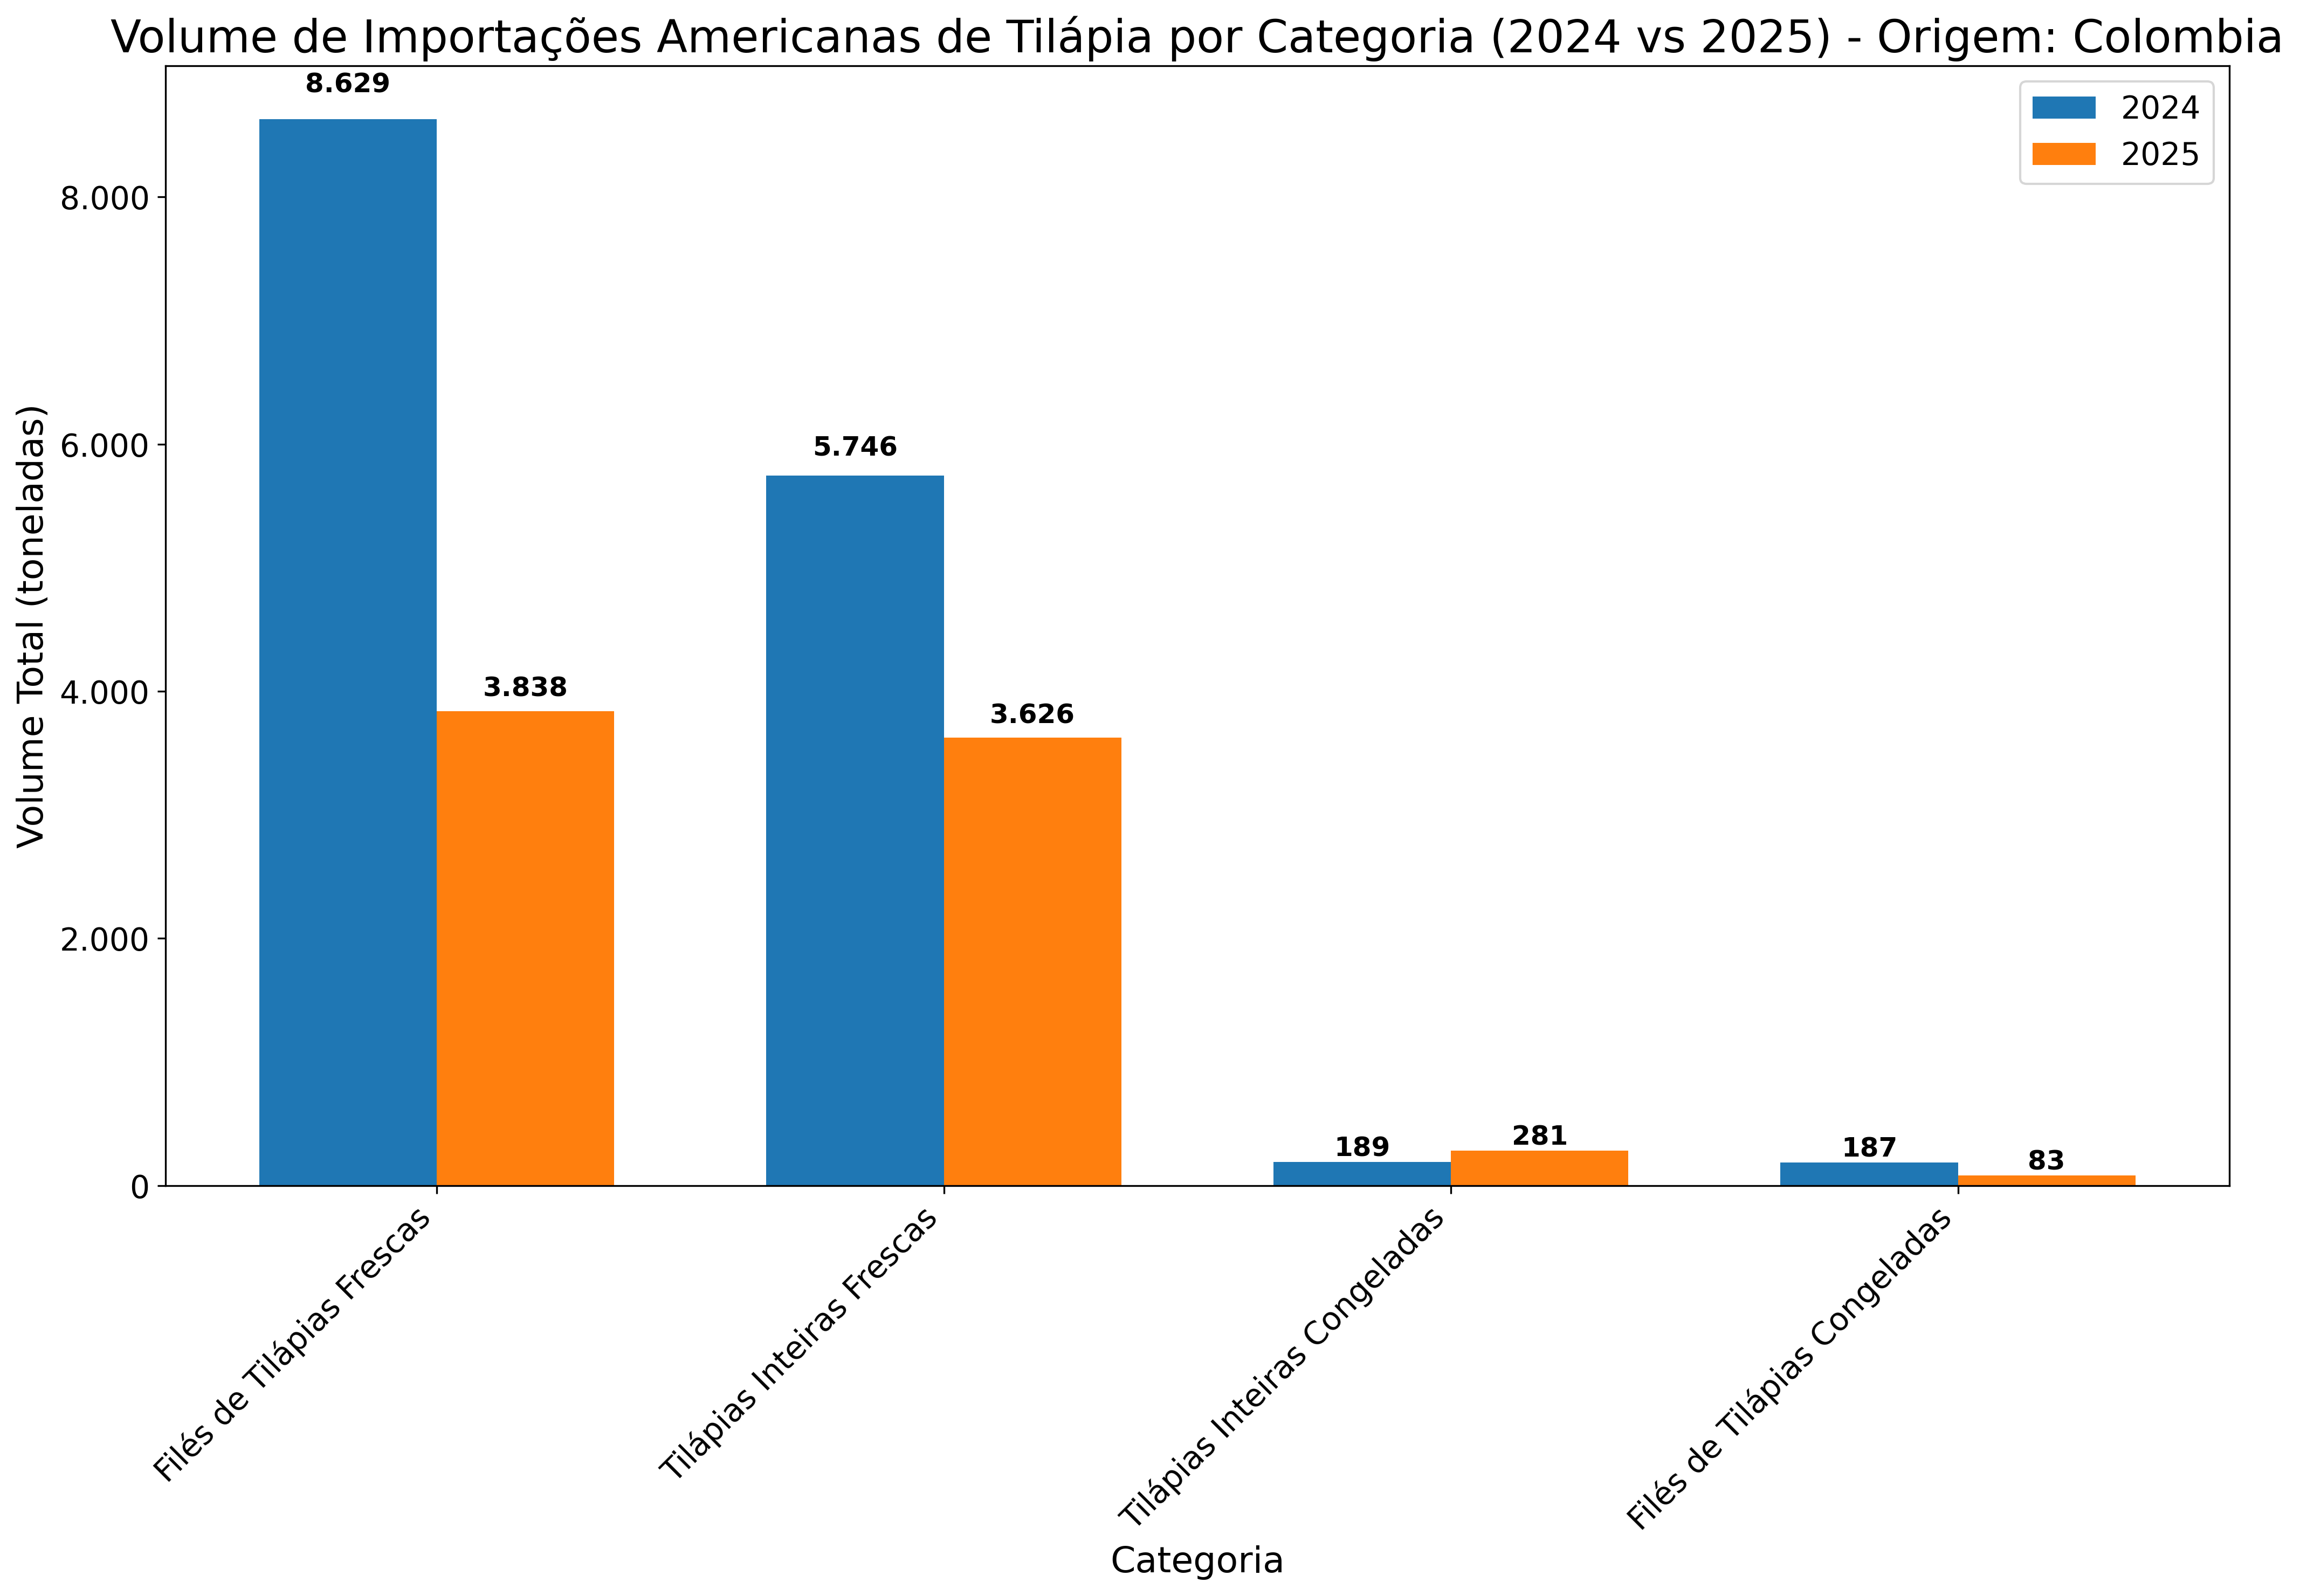 Volume de Importações Americanas de Tilápia por Categoria (2024 vs 2025) - Origem: Colombia
2024
2025
Volume Total (toneladas)
8.000
6.000
4.000
2.000
0
8.629
3.838
5.746
3.626
189
281
187
83
Filés de Tilápias Frescas
Tilápias Inteiras Frescas
Tilápias Inteiras Congeladas
Filés de Tilápias Congeladas
Categoria